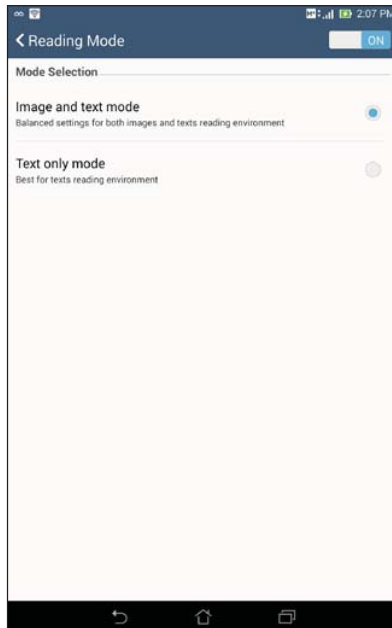 2:07 PM
Reading Mode
ON
Mode Selection
Image and text mode
Balanced settings for both images and texts reading environment
Text only mode
Best for texts reading environment